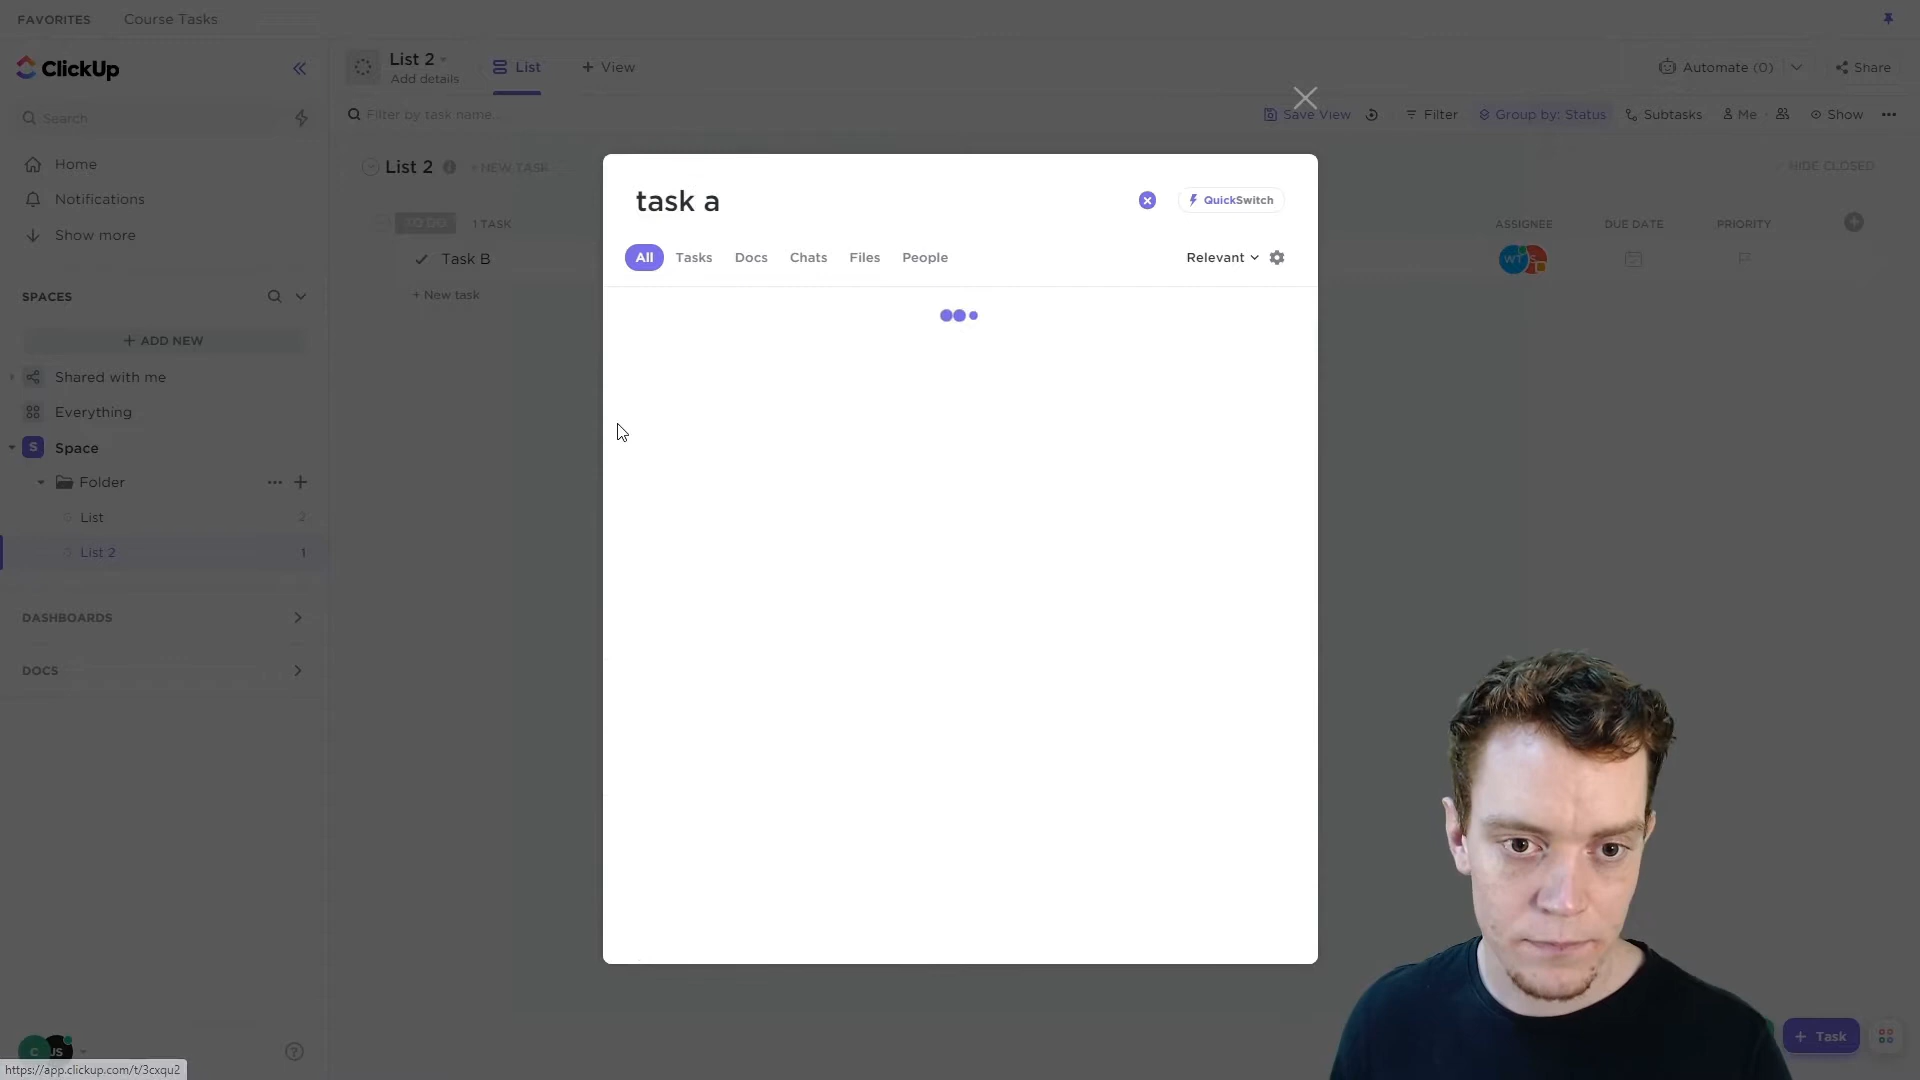 FAVORITES
Course Tasks
ClickUp
Search
Home
Notifications
Show more
SPACES
+ ADD NEW
Shared with me
Everything
S
Space
Folder
List
2
List 2
1
DASHBOARDS
DOCS
C
JS
https://app.clickup.com/t/3cxqu2
List 2
Add details
List
+ View
Automate (0)
Share
Filter by task name...
Save View
Filter
Group by: Status
Subtasks
Me
Show
List 2
+ NEW TASK
HIDE CLOSED
TO DO
1 TASK
ASSIGNEE
DUE DATE
PRIORITY
Task B
WT
S
+ New task
task a
QuickSwitch
All
Tasks
Docs
Chats
Files
People
Relevant
+ Task